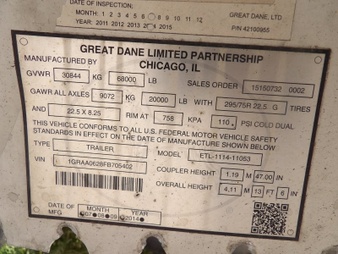 DATE OF INSPECTION:
MONTH: 1 2 3 4 5 6 8 9 10 11 12
YEAR: 2011 2012 2013 2014 2015
GREAT DANE, LTD
P/N 42100955
GREAT DANE LIMITED PARTNERSHIP
CHICAGO, IL
MANUFACTURED BY
GVWR 30844 KG 68000 LB SALES ORDER 15150732 0002
GAWR ALL AXLES 9072 KG 20000 LB WITH 295/75R 22.5 G TIRES
AND 22.5 X 8.25 RIM AT 758 KPA 110 PSI COLD DUAL
THIS VEHICLE CONFORMS TO ALL U.S. FEDERAL MOTOR VEHICLE SAFETY
STANDARDS IN EFFECT ON THE DATE OF MANUFACTURE SHOWN BELOW.
TYPE TRAILER MODEL ETL-1114-11053
VIN 1GRAA0628FB705402 COUPLER HEIGHT 1.19 M 47.00 IN
OVERALL HEIGHT 4.11 M 13 FT 6 IN
DATE OF MFG MONTH YEAR
07 08 09 2014